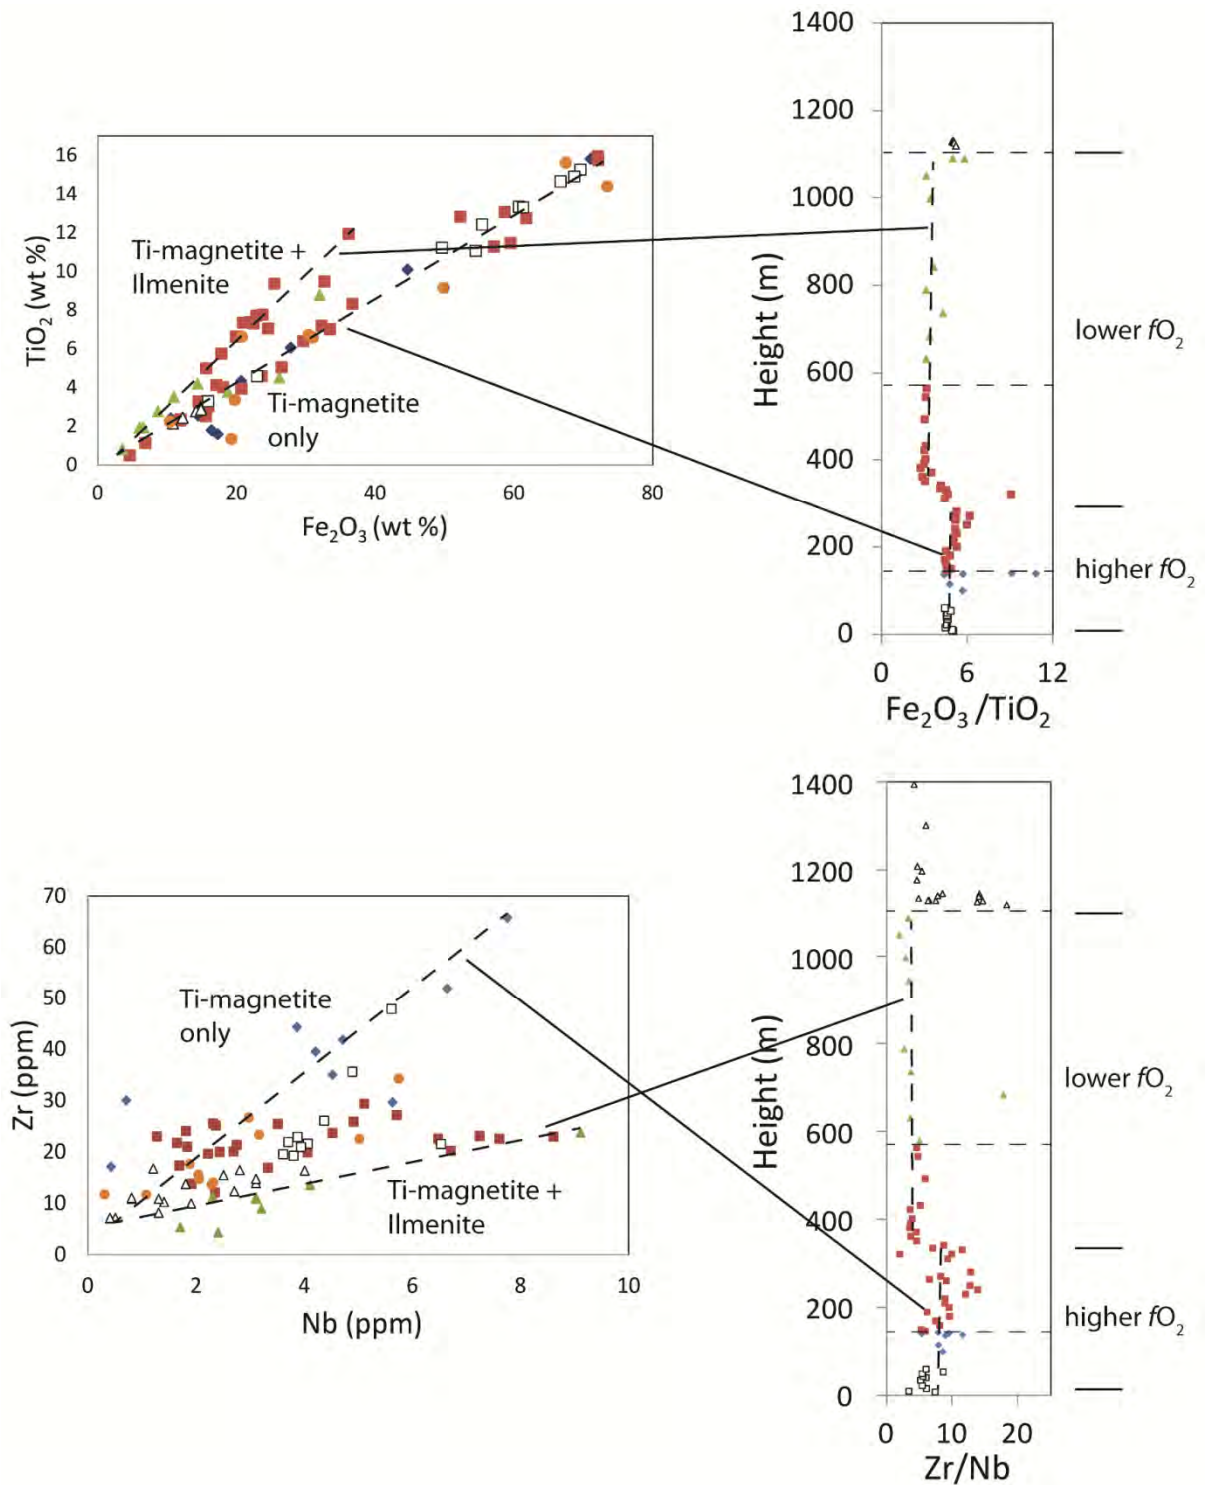 16
14
12
10
8
6
4
2
0
TiO₂ (wt %)
Ti-magnetite +
Ilmenite
Ti-magnetite
only
0 20 40 60 80
Fe₂O₃ (wt %)
1400
1200
1000
800
600
400
200
0
Height (m)
lower fO₂
higher fO₂
0 6 12
Fe₂O₃ /TiO₂
70
60
50
40
30
20
10
0
Zr (ppm)
Ti-magnetite
only
Ti-magnetite +
Ilmenite
0 2 4 6 8 10
Nb (ppm)
1400
1200
1000
800
600
400
200
0
Height (m)
lower fO₂
higher fO₂
0 10 20
Zr/Nb